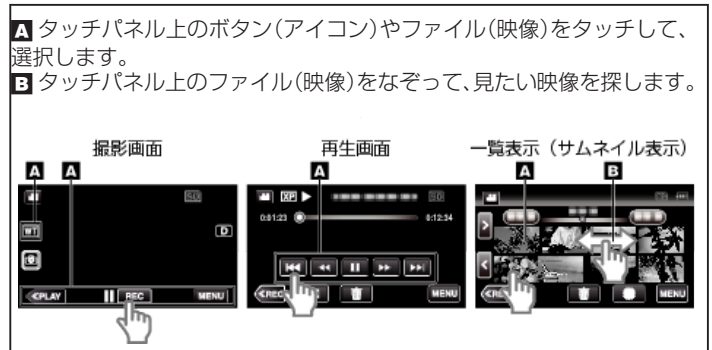 A タッチパネル上のボタン(アイコン)やファイル(映像)をタッチして、
選択します。
B タッチパネル上のファイル(映像)をなぞって、見たい映像を探します。
撮影画面
再生画面
一覧表示（サムネイル表示）
A A
A
A B
SD
WT
D
≪PLAY REC MENU
XP SD
0:01:23 0:12:34
≪REC MENU
MENU